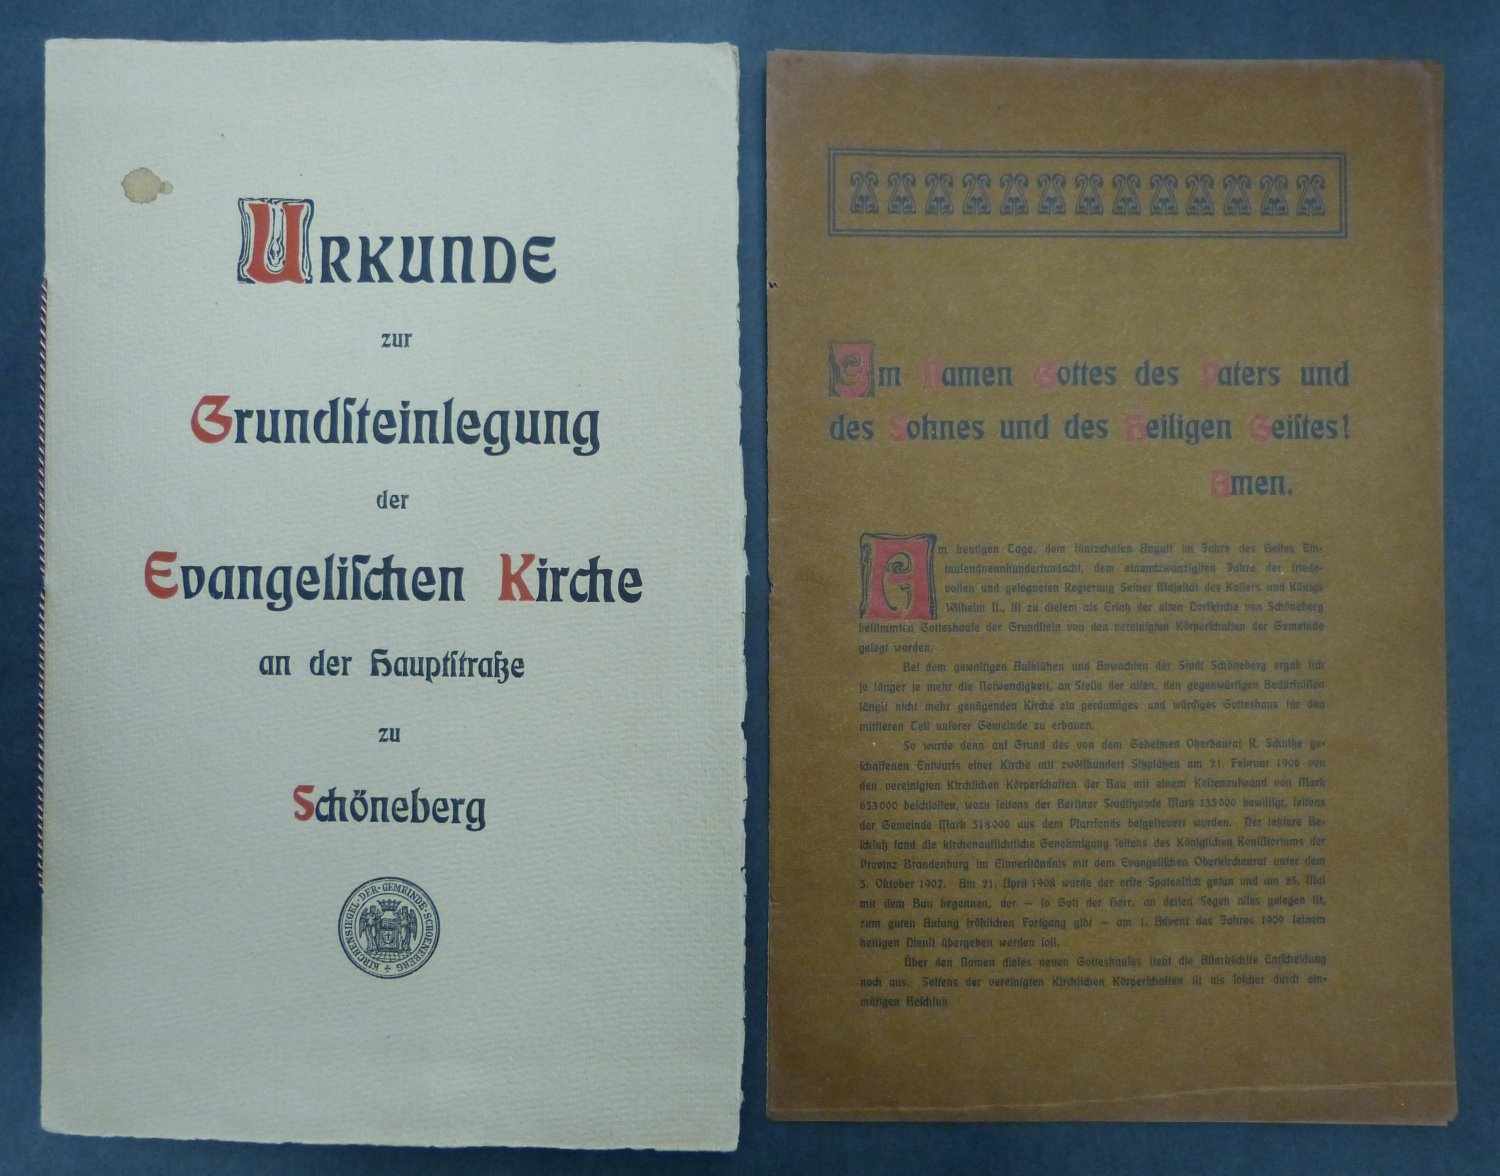 Urkunde
zur
Grundſteinlegung
der
Evangeliſchen Kirche
an der Hauptſtraße
zu
Schöneberg
KIRCHENSIEGEL·DER·GEMEINDE·SCHOENEBERG
Im Namen Gottes des Vaters und
des Sohnes und des Heiligen Geiſtes!
Amen.
Am heutigen Tage, dem fünfzehnten Auguſt im Jahre des Heiles Ein-
tauſendneunhundertundacht, dem einundzwanzigſten Jahre der friede-
vollen und geſegneten Regierung Seiner Majeſtät des Kaiſers und Königs
Wilhelm II., iſt zu dieſem als Erſatz der alten Dorfkirche von Schöneberg
beſtimmten Gotteshauſe der Grundſtein von den vereinigten Körperſchaften der Gemeinde
gelegt worden.
Bei dem gewaltigen Aufblühen und Anwachſen der Stadt Schöneberg ergab ſich
je länger je mehr die Notwendigkeit, an Stelle der alten, den gegenwärtigen Bedürfniſſen
längſt nicht mehr genügenden Kirche ein geräumiges und würdiges Gotteshaus für den
mittleren Teil unſerer Gemeinde zu erbauen.
So wurde denn auf Grund des von dem Geheimen Oberbaurat R. Schultze ge-
ſchaffenen Entwurfs einer Kirche mit zwölfhundert Sitzplätzen am 21. Februar 1906 von
den vereinigten Kirchlichen Körperſchaften der Bau mit einem Koſtenaufwand von Mark
653000 beſchloſſen, wozu ſeitens der Berliner Stadtſynode Mark 135000 bewilligt, ſeitens
der Gemeinde Mark 518000 aus dem Pfarrfonds beigeſteuert wurden. Der letztere Be-
ſchluß fand die kirchenaufſichtliche Genehmigung ſeitens des Königlichen Konſiſtoriums der
Provinz Brandenburg im Einverſtändnis mit dem Evangeliſchen Oberkirchenrat unter dem
5. Oktober 1907. Am 21. April 1908 wurde der erſte Spatenſtich getan und am 25. Mai
mit dem Bau begonnen, der – ſo Gott der Herr, an deſſen Segen alles gelegen iſt,
zum guten Anfang fröhlichen Fortgang gibt – am 1. Advent des Jahres 1909 ſeinem
heiligen Dienſt übergeben werden ſoll.
Über den Namen dieſes neuen Gotteshauſes ſteht die Allerhöchſte Entſcheidung
noch aus. Seitens der vereinigten Kirchlichen Körperſchaften iſt als ſolcher durch ein-
mütigen Beſchluß